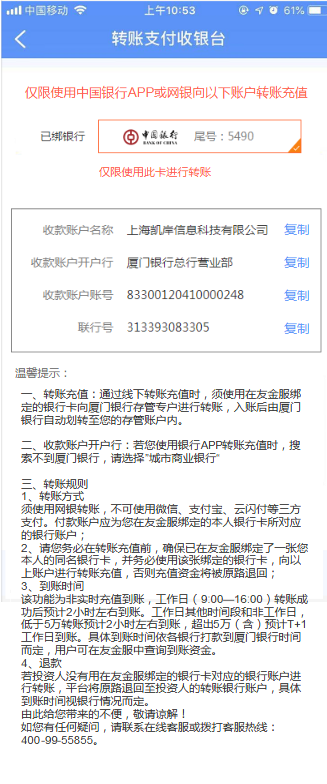 中国移动 上午10:53 61%
转账支付收银台
仅限使用中国银行APP或网银向以下账户转账充值
已绑银行 中国银行 BANK OF CHINA 尾号：5490
仅限使用此卡进行转账
收款账户名称 上海凯岸信息科技有限公司 复制
收款账户开户行 厦门银行总行营业部 复制
收款账户账号 83300120410000248 复制
联行号 313393083305 复制
温馨提示：
一、转账充值：通过线下转账充值时，须使用在友金服绑
定的银行卡向厦门银行存管专户进行转账，入账后由厦门
银行自动划转至您的存管账户内。
二、收款账户开户行：若您使用银行APP转账充值时，搜
索不到厦门银行，请选择"城市商业银行"
三、转账规则
1、转账方式
须使用网银转账，不可使用微信、支付宝、云闪付等三方
支付。付款账户应为您在友金服绑定的本人银行卡所对应
的银行账户；
2、请您务必在转账充值前，确保已在友金服绑定了一张您
本人的同名银行卡，并务必使用该张绑定的银行卡，向以
上账户进行转账充值，否则充值资金将被原路退回；
3、到账时间
该功能为非实时充值到账，工作日（9:00—16:00）转账成
功后预计2小时左右到账。工作日其他时间段和非工作日，
低于5万转账预计2小时左右到账，超出5万（含）预计T+1
工作日到账。具体到账时间依各银行打款到厦门银行时间
而定，用户可在友金服中查询到账资金。
4、退款
若投资人没有用在友金服绑定的银行卡对应的银行账户进
行转账，平台将原路退回至投资人的转账银行账户，具体
到账时间视银行情况而定。
由此给您带来的不便，敬请谅解！
如您有任何疑问，请联系在线客服或拨打客服热线：
400-99-55855。